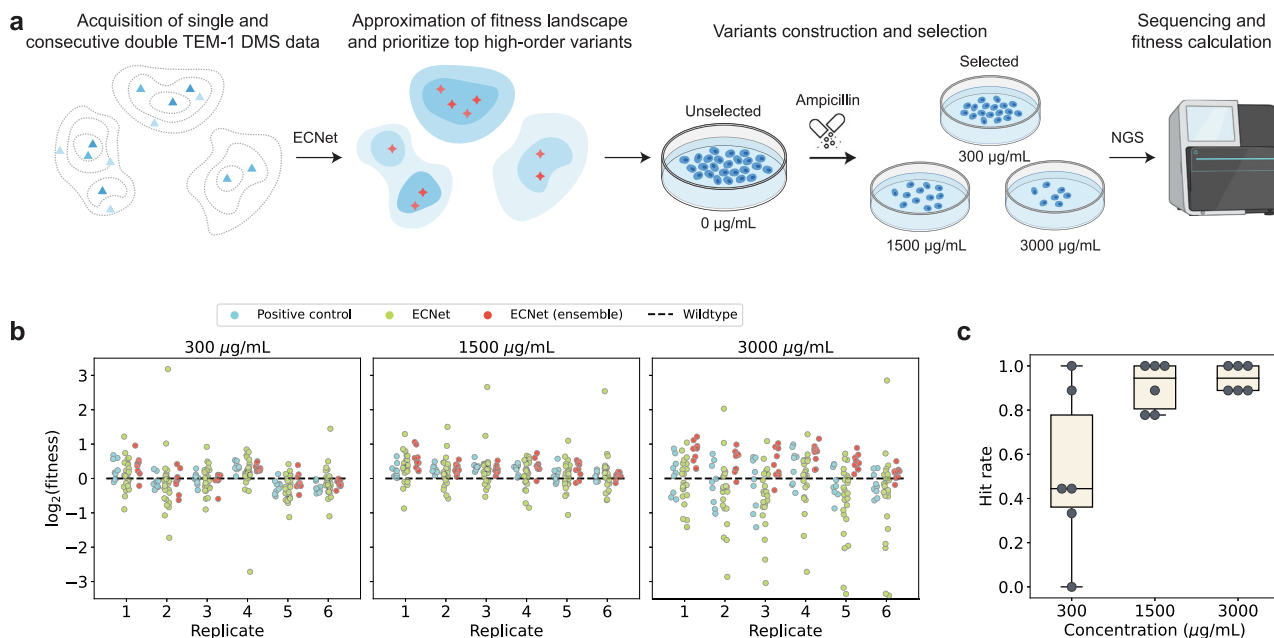 a
Acquisition of single and
consecutive double TEM-1 DMS data
Approximation of fitness landscape
and prioritize top high-order variants
Variants construction and selection
Sequencing and
fitness calculation
ECNet
Unselected
0 µg/mL
Ampicillin
Selected
300 µg/mL
1500 µg/mL
3000 µg/mL
NGS
Positive control
ECNet
ECNet (ensemble)
Wildtype
b
300 µg/mL
1500 µg/mL
3000 µg/mL
log2(fitness)
3
2
1
0
−1
−2
−3
1 2 3 4 5 6
1 2 3 4 5 6
1 2 3 4 5 6
Replicate
Replicate
Replicate
c
Hit rate
1.0
0.8
0.6
0.4
0.2
0.0
300 1500 3000
Concentration (µg/mL)